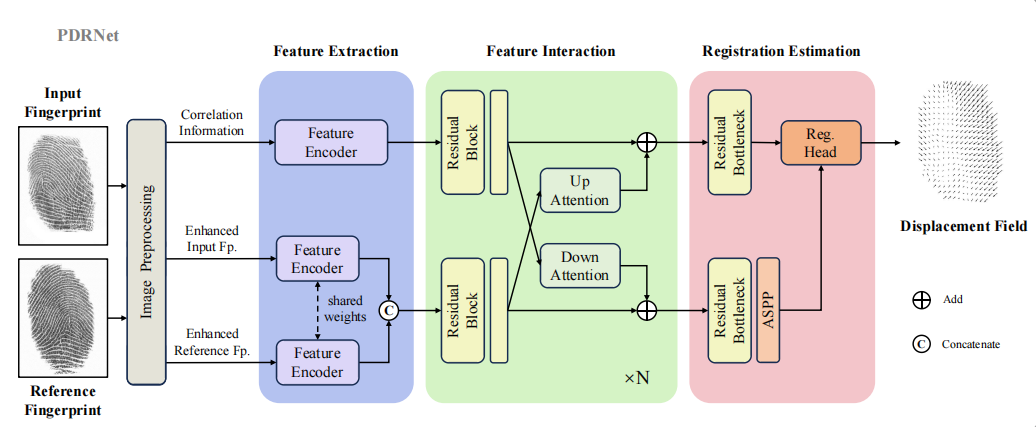 PDRNet
Feature Extraction
Feature Interaction
Registration Estimation
Input
Fingerprint
Reference
Fingerprint
Image Preprocessing
Correlation
Information
Enhanced
Input Fp.
Enhanced
Reference Fp.
Feature
Encoder
Feature
Encoder
shared
weights
Feature
Encoder
C
Residual
Block
Residual
Block
Up
Attention
Down
Attention
×N
Residual
Bottleneck
Residual
Bottleneck
ASPP
Reg.
Head
Displacement Field
Add
C
Concatenate